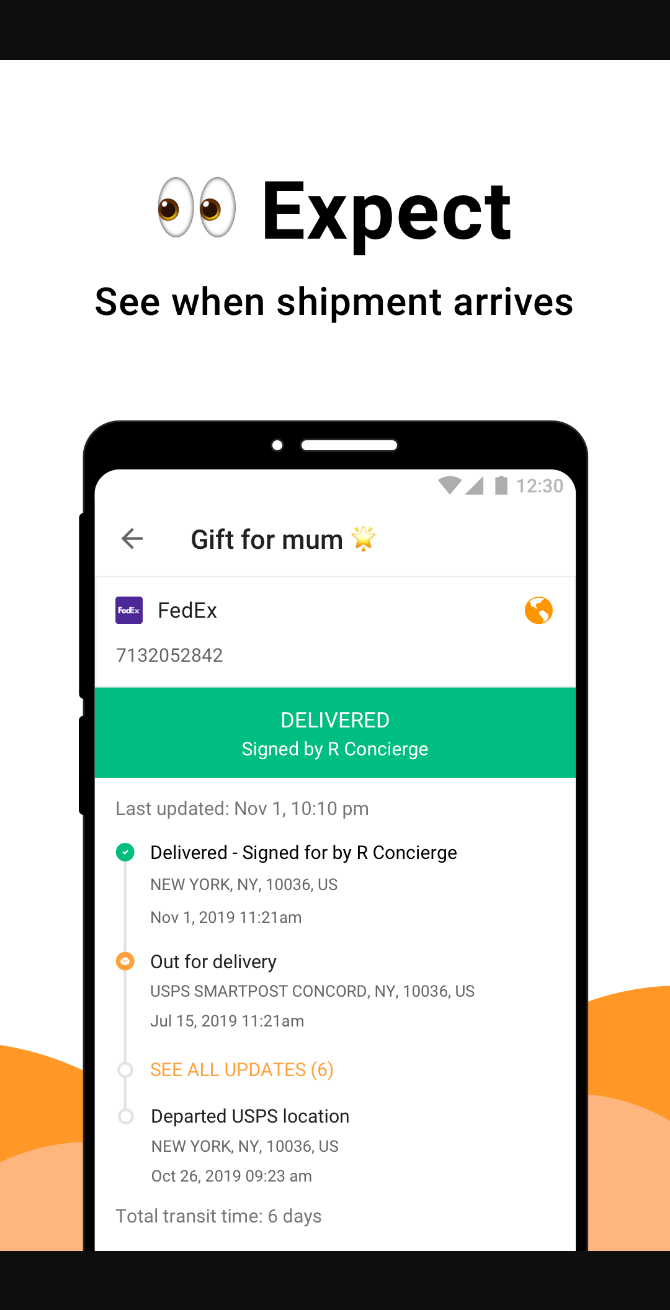 👀 Expect
See when shipment arrives
12:30
Gift for mum 🌟
FedEx FedEx
7132052842
DELIVERED
Signed by R Concierge
Last updated: Nov 1, 10:10 pm
Delivered - Signed for by R Concierge
NEW YORK, NY, 10036, US
Nov 1, 2019 11:21am
Out for delivery
USPS SMARTPOST CONCORD, NY, 10036, US
Jul 15, 2019 11:21am
SEE ALL UPDATES (6)
Departed USPS location
NEW YORK, NY, 10036, US
Oct 26, 2019 09:23 am
Total transit time: 6 days